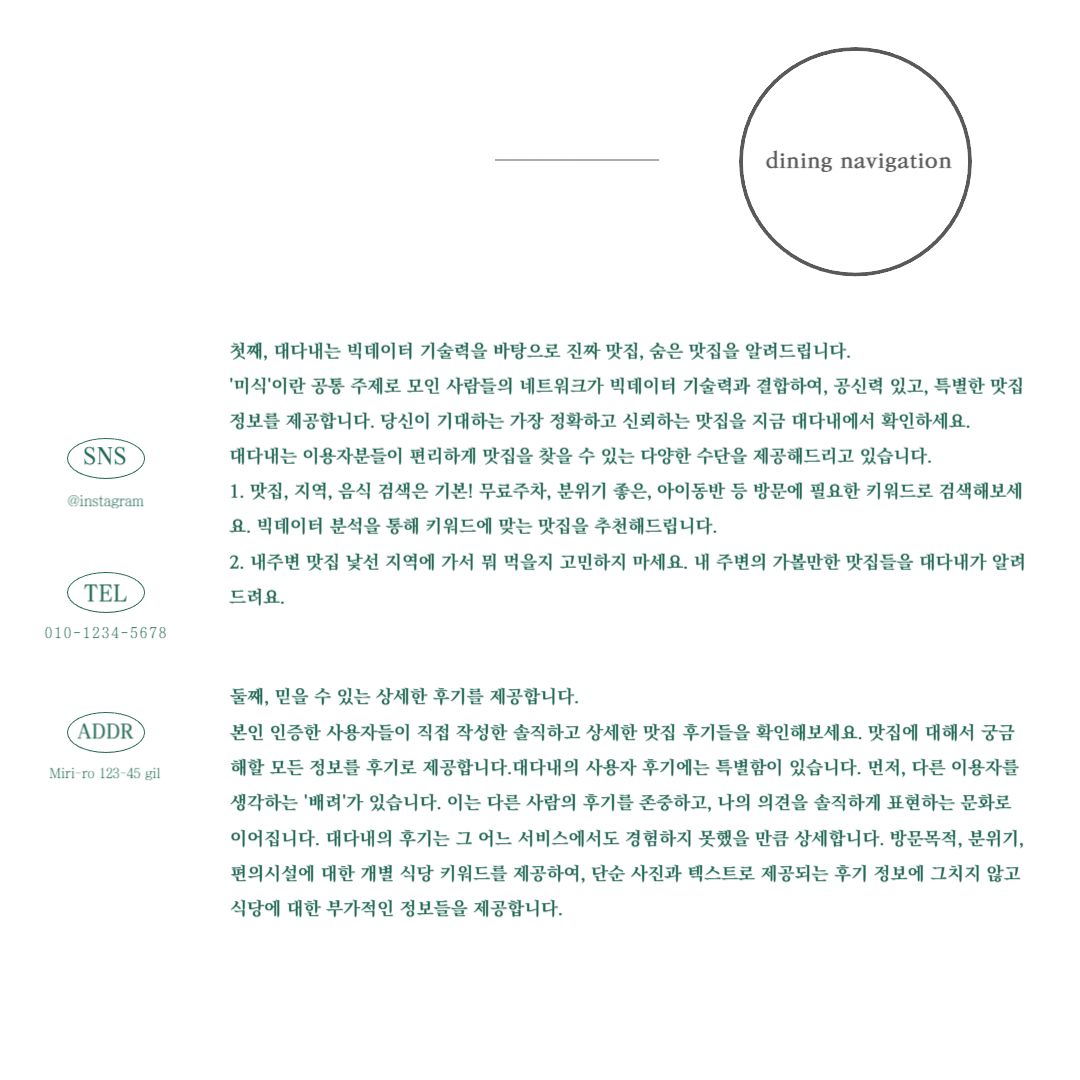 dining navigation
첫째, 대다내는 빅데이터 기술력을 바탕으로 진짜 맛집, 숨은 맛집을 알려드립니다.
'미식'이란 공통 주제로 모인 사람들의 네트워크가 빅데이터 기술력과 결합하여, 공신력 있고, 특별한 맛집
정보를 제공합니다. 당신이 기대하는 가장 정확하고 신뢰하는 맛집을 지금 대다내에서 확인하세요.
대다내는 이용자분들이 편리하게 맛집을 찾을 수 있는 다양한 수단을 제공해드리고 있습니다.
1. 맛집, 지역, 음식 검색은 기본! 무료주차, 분위기 좋은, 아이동반 등 방문에 필요한 키워드로 검색해보세
요. 빅데이터 분석을 통해 키워드에 맞는 맛집을 추천해드립니다.
2. 내주변 맛집 낯선 지역에 가서 뭐 먹을지 고민하지 마세요. 내 주변의 가볼만한 맛집들을 대다내가 알려
드려요.
둘째, 믿을 수 있는 상세한 후기를 제공합니다.
본인 인증한 사용자들이 직접 작성한 솔직하고 상세한 맛집 후기들을 확인해보세요. 맛집에 대해서 궁금
해할 모든 정보를 후기로 제공합니다.대다내의 사용자 후기에는 특별함이 있습니다. 먼저, 다른 이용자를
생각하는 '배려'가 있습니다. 이는 다른 사람의 후기를 존중하고, 나의 의견을 솔직하게 표현하는 문화로
이어집니다. 대다내의 후기는 그 어느 서비스에서도 경험하지 못했을 만큼 상세합니다. 방문목적, 분위기,
편의시설에 대한 개별 식당 키워드를 제공하여, 단순 사진과 텍스트로 제공되는 후기 정보에 그치지 않고
식당에 대한 부가적인 정보들을 제공합니다.
SNS
@instagram
TEL
010-1234-5678
ADDR
Miri-ro 123-45 gil